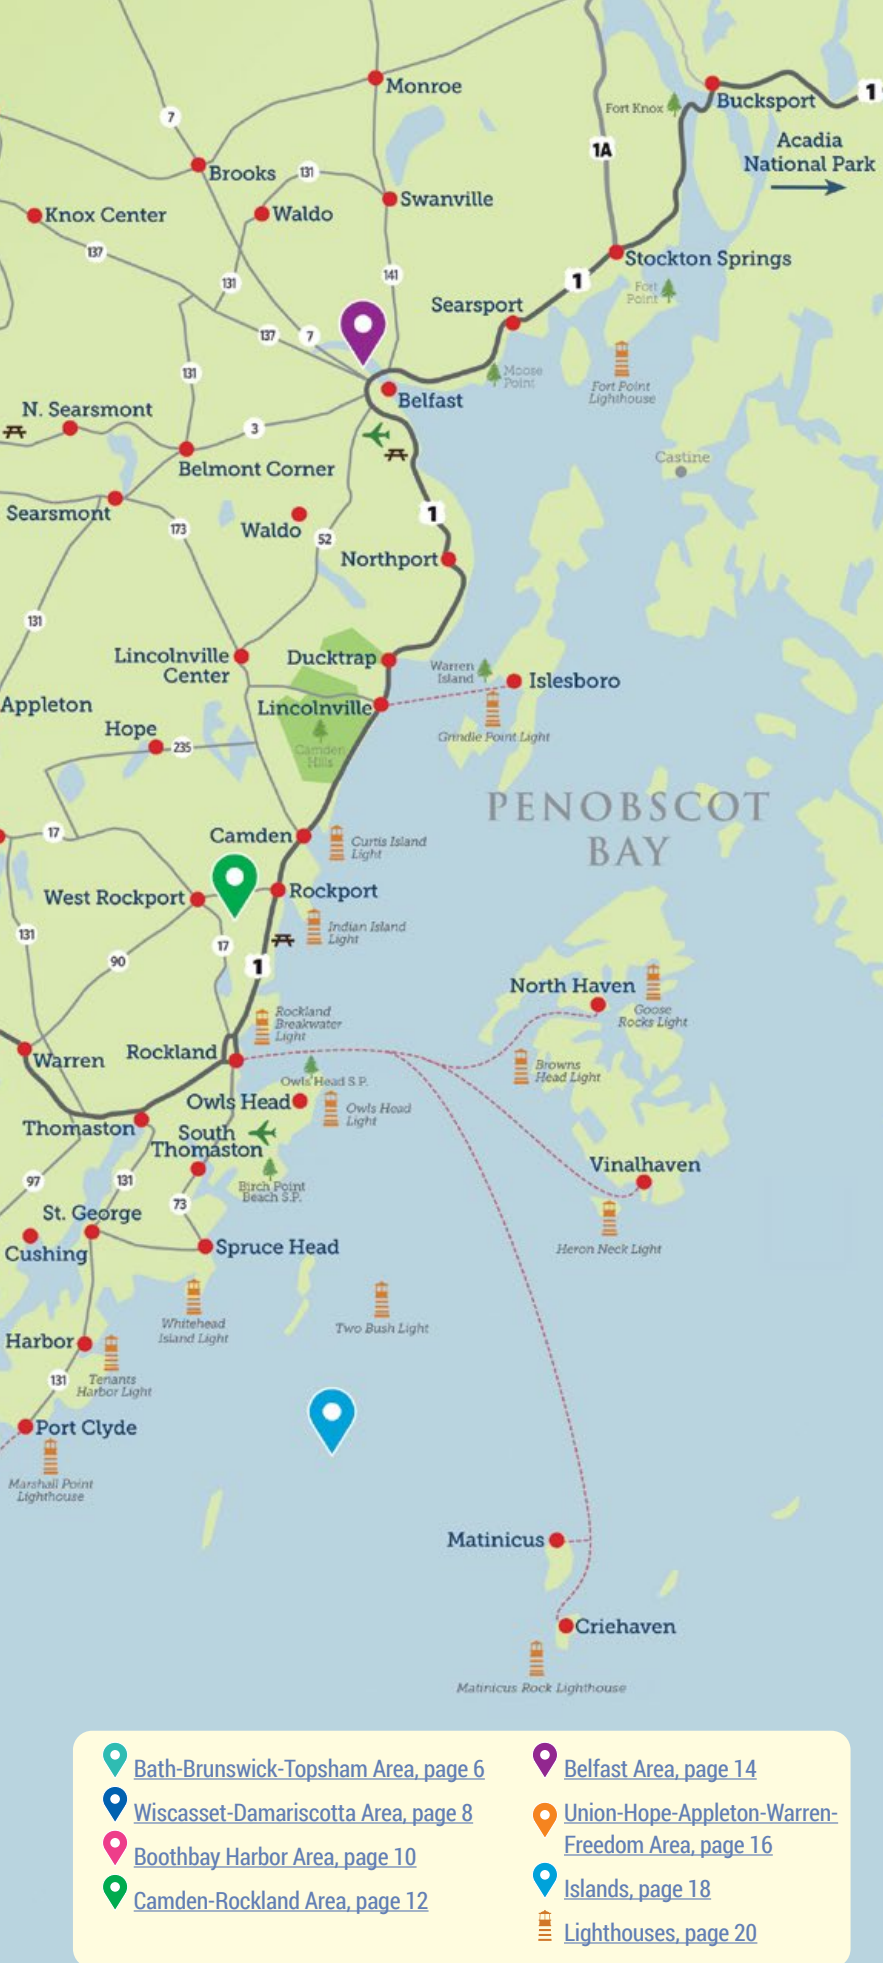 Monroe
Bucksport
1
Fort Knox
7
1A
Acadia
National Park
Brooks
131
Swanville
Knox Center
Waldo
137
Stockton Springs
141
1
131
Fort
Point
Searsport
137
7
131
Moose
Point
Fort Point
Lighthouse
Belfast
N. Searsmont
3
Castine
Belmont Corner
Searsmont
1
173
Waldo
52
Northport
131
Lincolnville
Center
Ducktrap
Warren
Island
Islesboro
Appleton
Lincolnville
Hope
235
Camden
Hills
Grindle Point Light
PENOBSCOT
BAY
17
Camden
Curtis Island
Light
West Rockport
Rockport
131
17
Indian Island
Light
90
1
North Haven
Goose
Rocks Light
Rockland
Breakwater
Light
Warren
Rockland
Browns
Head Light
Owls Head S.P.
Owls Head
Owls Head
Light
Thomaston
South
Thomaston
97
131
Birch Point
Beach S.P.
Vinalhaven
73
St. George
Cushing
Spruce Head
Heron Neck Light
Whitehead
Island Light
Two Bush Light
Harbor
131
Tenants
Harbor Light
Port Clyde
Marshall Point
Lighthouse
Matinicus
Criehaven
Matinicus Rock Lighthouse
Bath-Brunswick-Topsham Area, page 6
Wiscasset-Damariscotta Area, page 8
Boothbay Harbor Area, page 10
Camden-Rockland Area, page 12
Belfast Area, page 14
Union-Hope-Appleton-Warren-
Freedom Area, page 16
Islands, page 18
Lighthouses, page 20